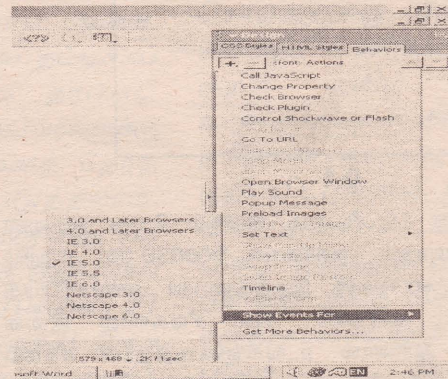 Design
CSS Styles HTML Styles Behaviors
Actions
Call JavaScript
Change Property
Check Browser
Check Plugin
Control Shockwave or Flash
Go To URL
Open Browser Window
Play Sound
Popup Message
Preload Images
Set Text
Timeline
Show Events For
Get More Behaviors...
3.0 and Later Browsers
4.0 and Later Browsers
IE 3.0
IE 4.0
IE 5.0
IE 5.5
IE 6.0
Netscape 3.0
Netscape 4.0
Netscape 6.0
579 x 468 2K / 1 sec
soft Word
EN 2:46 PM